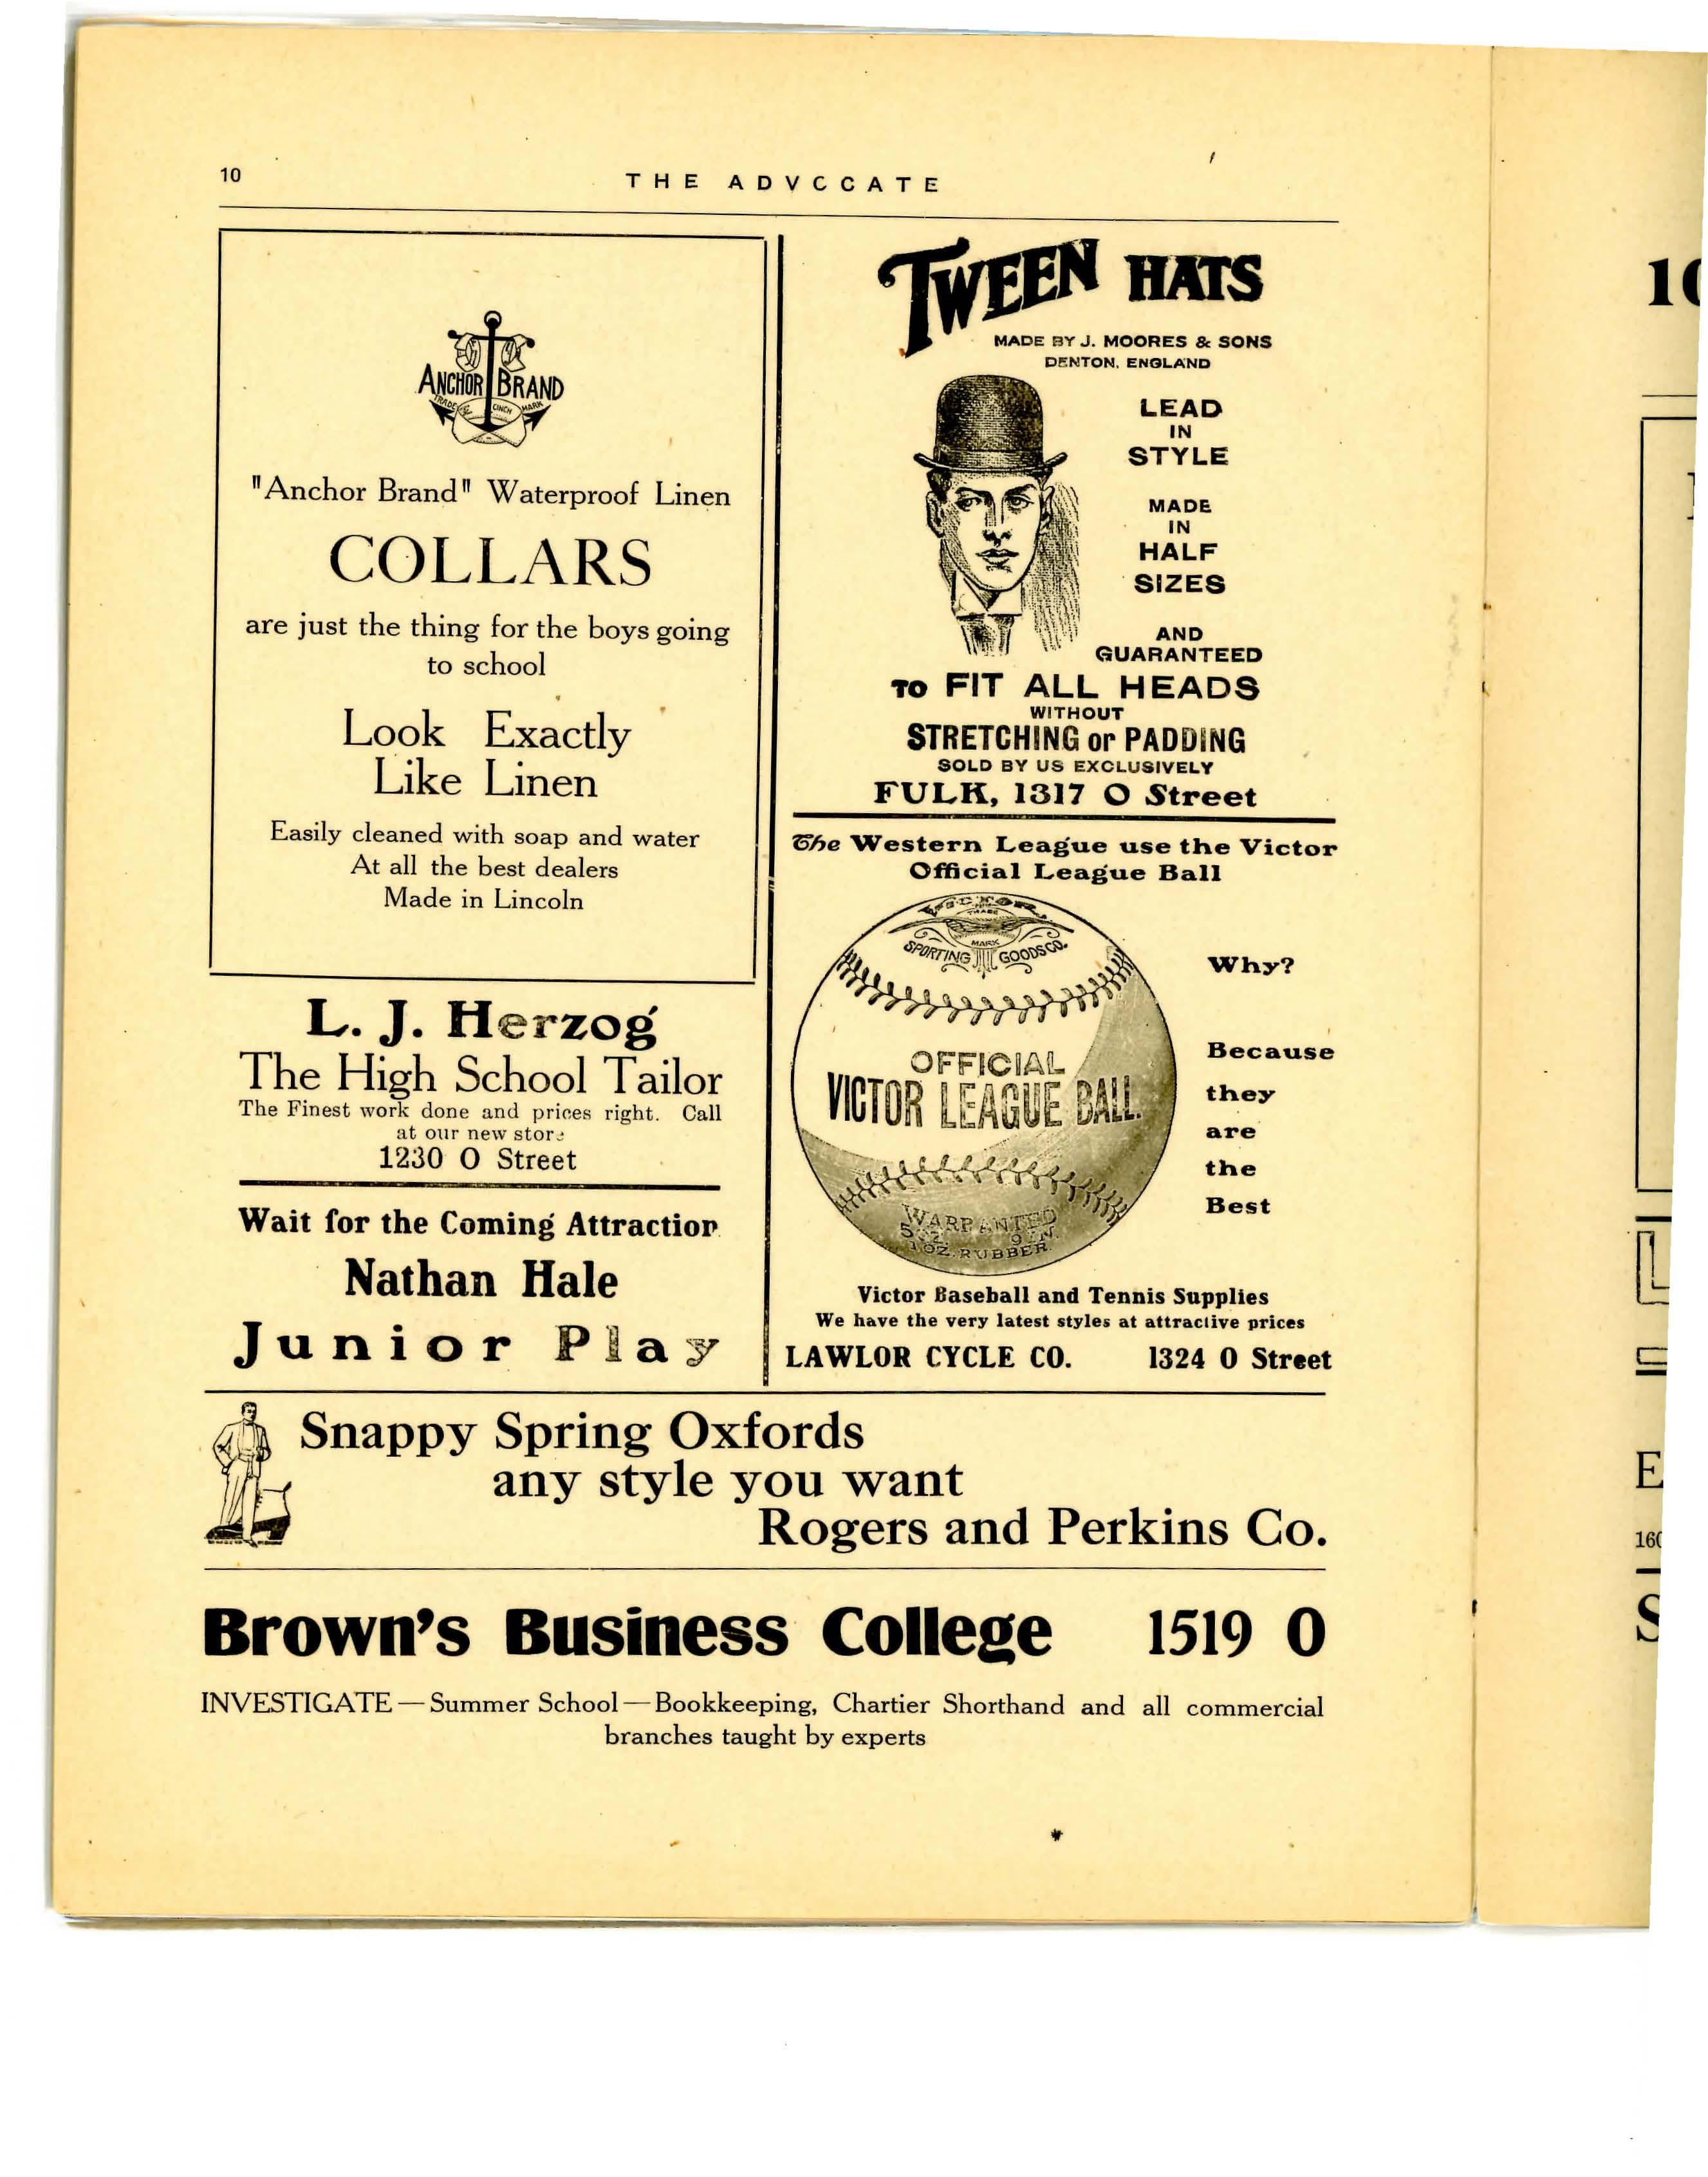 10
THE ADVCCATE
ANCHOR BRAND
TRADE CINCH MARK
"Anchor Brand" Waterproof Linen
COLLARS
are just the thing for the boys going
to school
Look Exactly
Like Linen
Easily cleaned with soap and water
At all the best dealers
Made in Lincoln
L. J. Herzog
The High School Tailor
The Finest work done and prices right. Call
at our new store
1230 O Street
Wait for the Coming Attraction
Nathan Hale
Junior Play
TWEEN HATS
MADE BY J. MOORES & SONS
DENTON, ENGLAND
LEAD
IN
STYLE
MADE
IN
HALF
SIZES
AND
GUARANTEED
TO FIT ALL HEADS
WITHOUT
STRETCHING or PADDING
SOLD BY US EXCLUSIVELY
FULK, 1317 O Street
The Western League use the Victor
Official League Ball
VICTOR
TRADE
MARK
SPORTING GOODS CO.
OFFICIAL
VICTOR LEAGUE BALL.
WARRANTED
5 OZ. 9 IN.
1 OZ. RUBBER.
Why?
Because
they
are
the
Best
Victor Baseball and Tennis Supplies
We have the very latest styles at attractive prices
LAWLOR CYCLE CO. 1324 O Street
Snappy Spring Oxfords
any style you want
Rogers and Perkins Co.
Brown's Business College 1519 O
INVESTIGATE — Summer School — Bookkeeping, Chartier Shorthand and all commercial
branches taught by experts